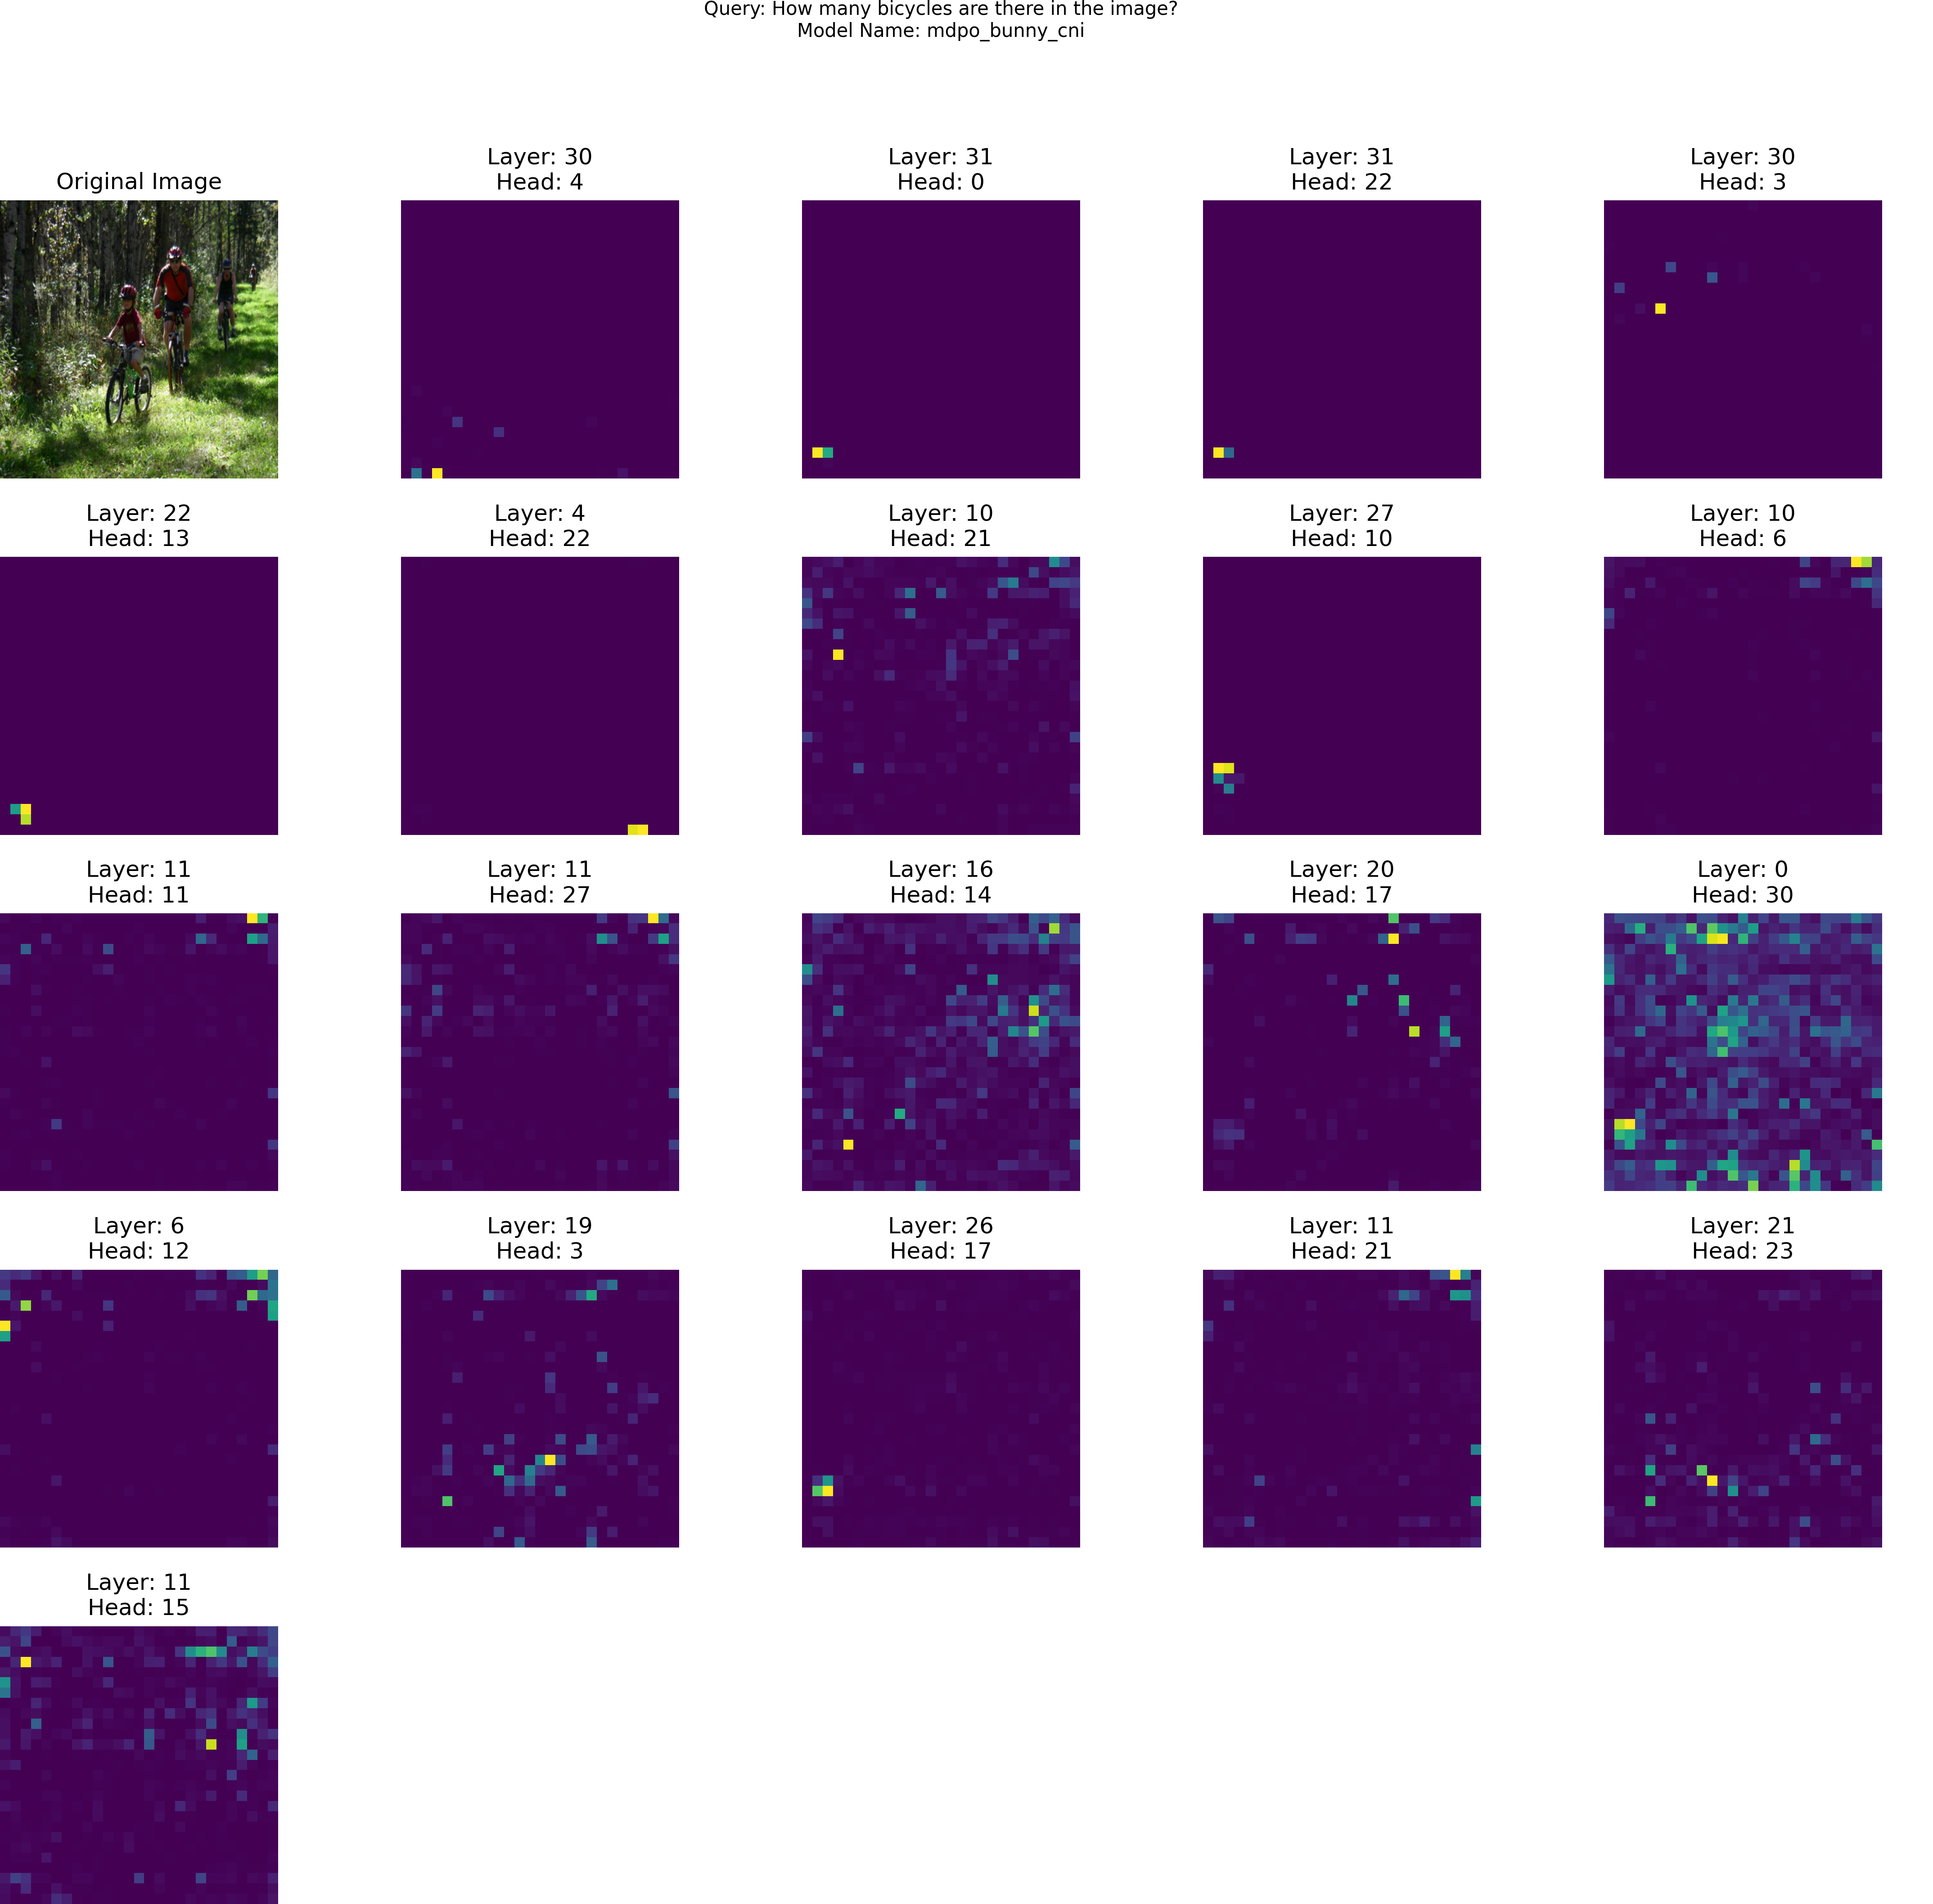 Query: How many bicycles are there in the image?
Model Name: mdpo_bunny_cni
Original Image
Layer: 30
Head: 4
Layer: 31
Head: 0
Layer: 31
Head: 22
Layer: 30
Head: 3
Layer: 22
Head: 13
Layer: 4
Head: 22
Layer: 10
Head: 21
Layer: 27
Head: 10
Layer: 10
Head: 6
Layer: 11
Head: 11
Layer: 11
Head: 27
Layer: 16
Head: 14
Layer: 20
Head: 17
Layer: 0
Head: 30
Layer: 6
Head: 12
Layer: 19
Head: 3
Layer: 26
Head: 17
Layer: 11
Head: 21
Layer: 21
Head: 23
Layer: 11
Head: 15